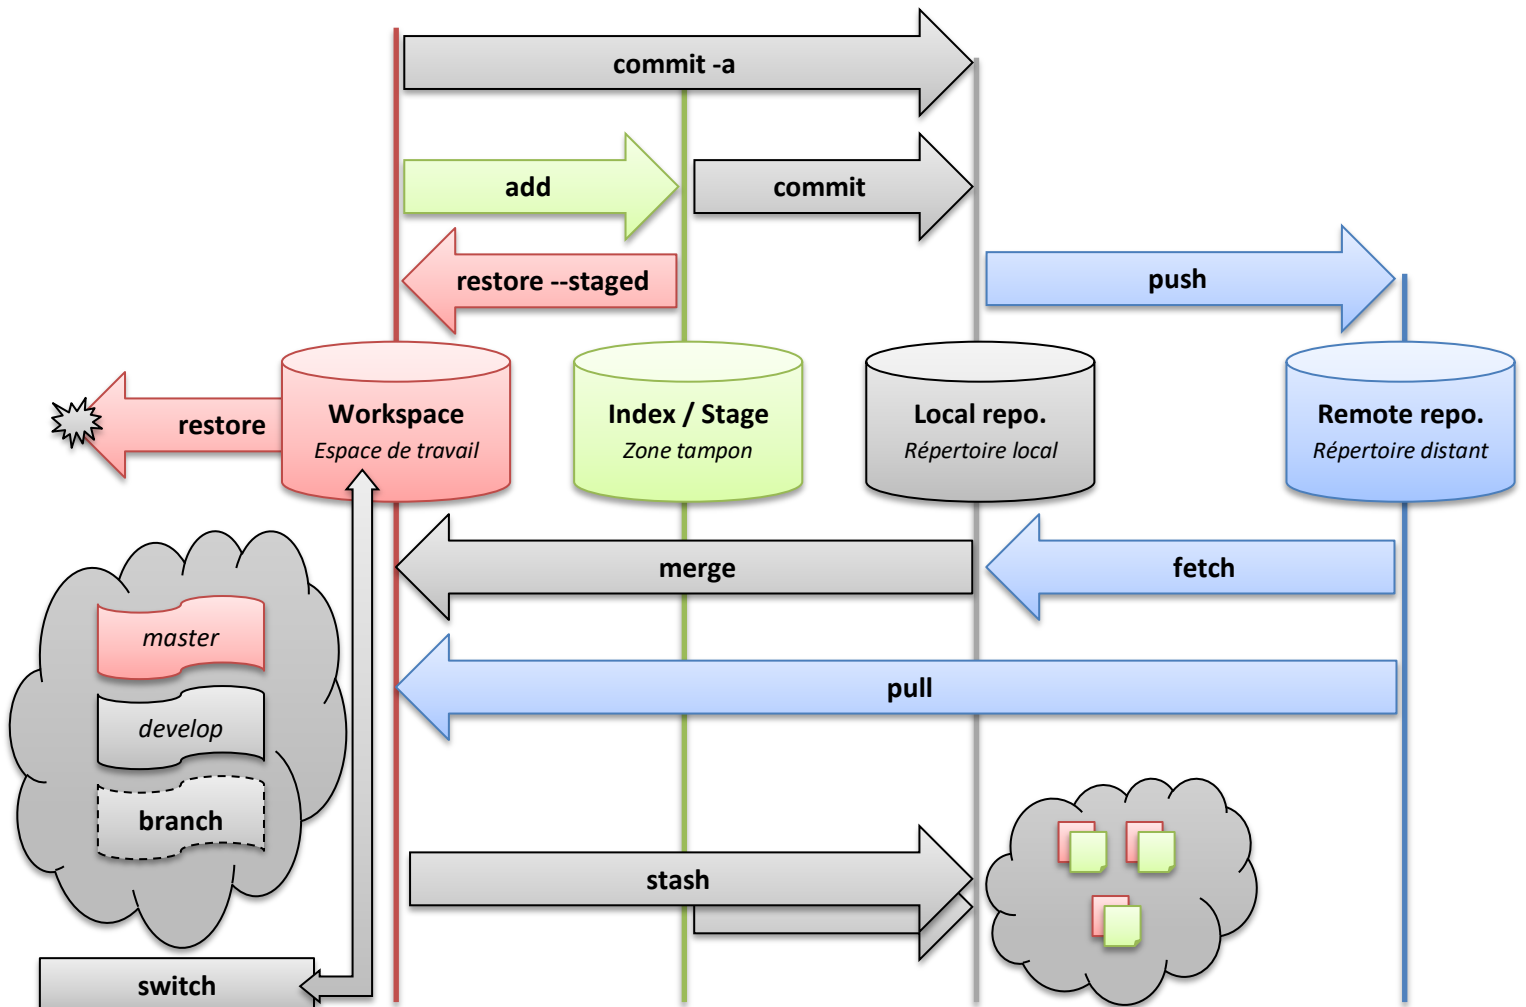 commit -a
add
commit
restore --staged
push
restore
Workspace
Espace de travail
Index / Stage
Zone tampon
Local repo.
Répertoire local
Remote repo.
Répertoire distant
merge
fetch
master
pull
develop
branch
stash
switch